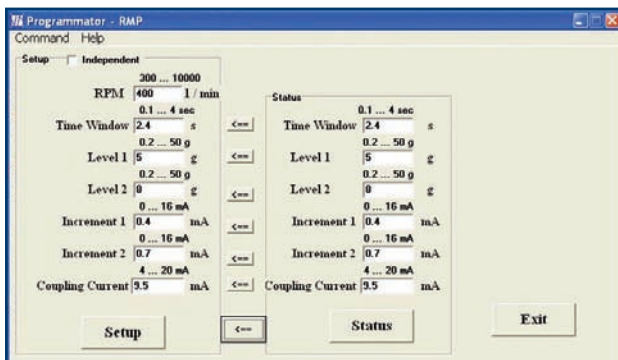 Programmator - RMP
Command Help
Setup Independent
300 ... 10000
RPM 400 1 / min
0.1 ... 4 sec
Time Window 2.4 s <==
0.2 ... 50 g
Level 1 5 g <==
0.2 ... 50 g
Level 2 8 g <==
0 ... 16 mA
Increment 1 0.4 mA <==
0 ... 16 mA
Increment 2 0.7 mA <==
4 ... 20 mA
Coupling Current 9.5 mA <==
Setup
<==
Status
0.1 ... 4 sec
Time Window 2.4 s
0.2 ... 50 g
Level 1 5 g
0.2 ... 50 g
Level 2 8 g
0 ... 16 mA
Increment 1 0.4 mA
0 ... 16 mA
Increment 2 0.7 mA
4 ... 20 mA
Coupling Current 9.5 mA
Status
Exit